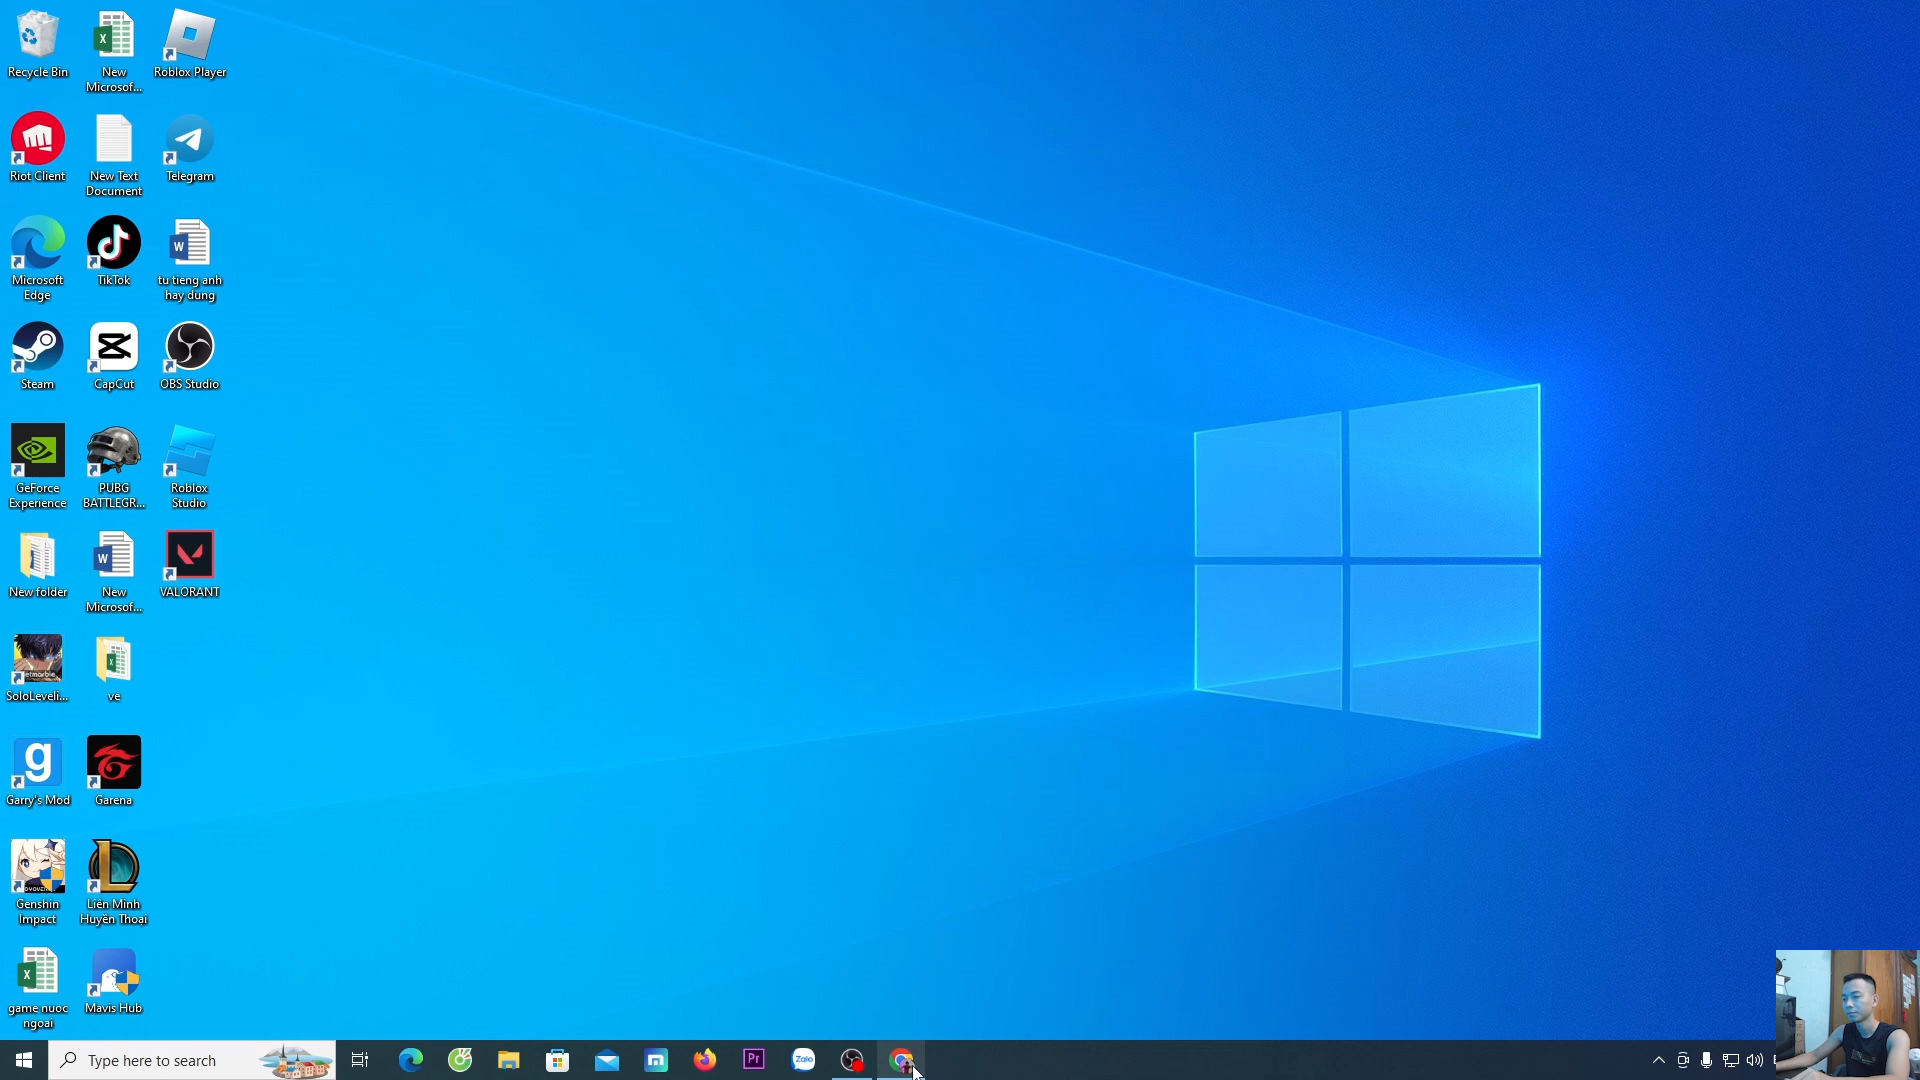 Recycle Bin
New
Microsof...
Roblox Player
Riot Client
New Text
Document
Telegram
Microsoft
Edge
TikTok
tu tieng anh
hay dung
Steam
CapCut
OBS Studio
GeForce
Experience
PUBG
BATTLEGR...
Roblox
Studio
New folder
New
Microsof...
VALORANT
SoloLeveli...
ve
Garry's Mod
Garena
Genshin
Impact
Liên Minh
Huyền Thoại
game nuoc
ngoai
Mavis Hub
Type here to search
Pr
Zalo